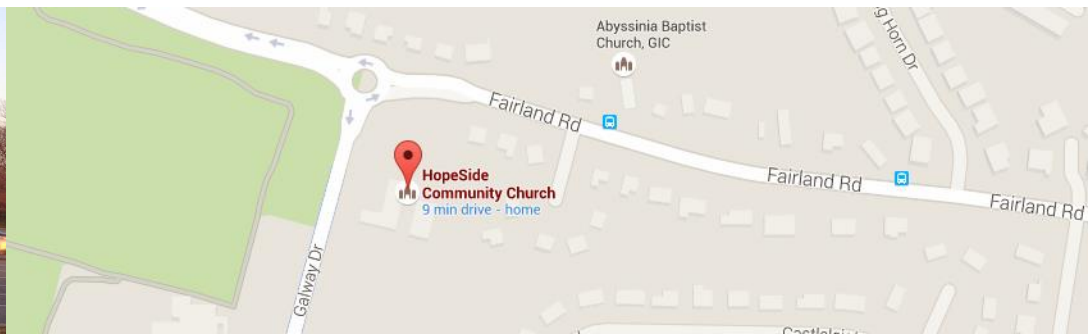 Abyssinia Baptist
Church, GIC
Horn Dr
Fairland Rd
HopeSide
Community Church
9 min drive - home
Fairland Rd
Fairland Rd
Galway Dr